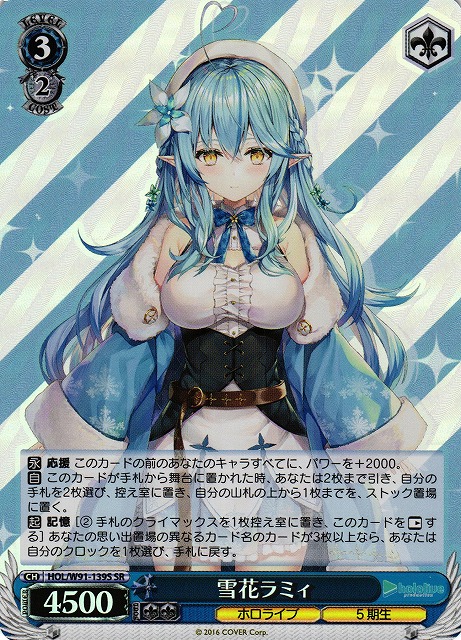 LEVEL
3
2
COST
永 応援 このカードの前のあなたのキャラすべてに、パワーを+2000。
自 このカードが手札から舞台に置かれた時、あなたは2枚まで引き、自分の
手札を2枚選び、控え室に置き、自分の山札の上から1枚までを、ストック置場
に置く。
起 記憶 [② 手札のクライマックスを1枚控え室に置き、このカードを
する] あなたの思い出置場の異なるカード名のカードが3枚以上なら、あなたは
自分のクロックを1枚選び、手札に戻す。
CH HOL/W91-139S SR
POWER 4500 SOUL 雪花ラミィ hololive production
ホロライブ 5期生
© 2016 COVER Corp.